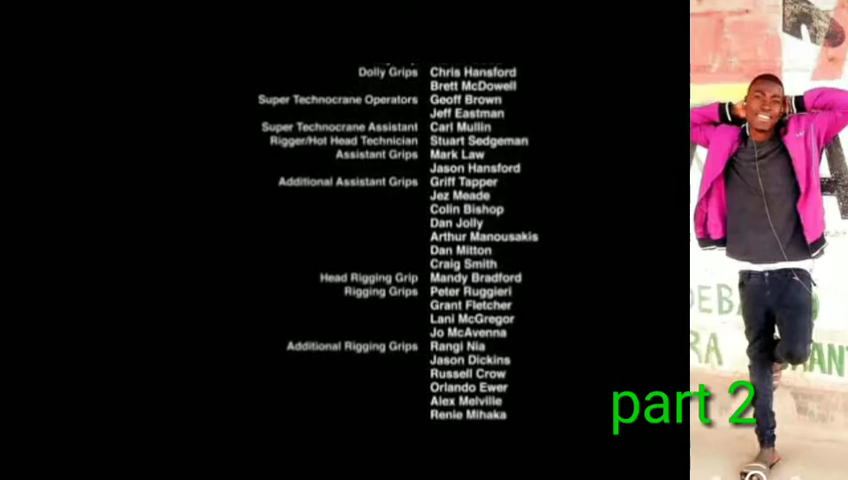 Dolly Grips Chris Hansford
Brett McDowell
Super Technocrane Operators Geoff Brown
Jeff Eastman
Super Technocrane Assistant Carl Mullin
Rigger/Hot Head Technician Stuart Sedgeman
Assistant Grips Mark Law
Jason Hansford
Additional Assistant Grips Griff Tapper
Jez Meade
Colin Bishop
Dan Jolly
Arthur Manousakis
Dan Mitton
Craig Smith
Head Rigging Grip Mandy Bradford
Rigging Grips Peter Ruggieri
Grant Fletcher
Lani McGregor
Jo McAvenna
Additional Rigging Grips Rangi Nia
Jason Dickins
Russell Crow
Orlando Ewer
Alex Melville
Renie Mihaka
part 2